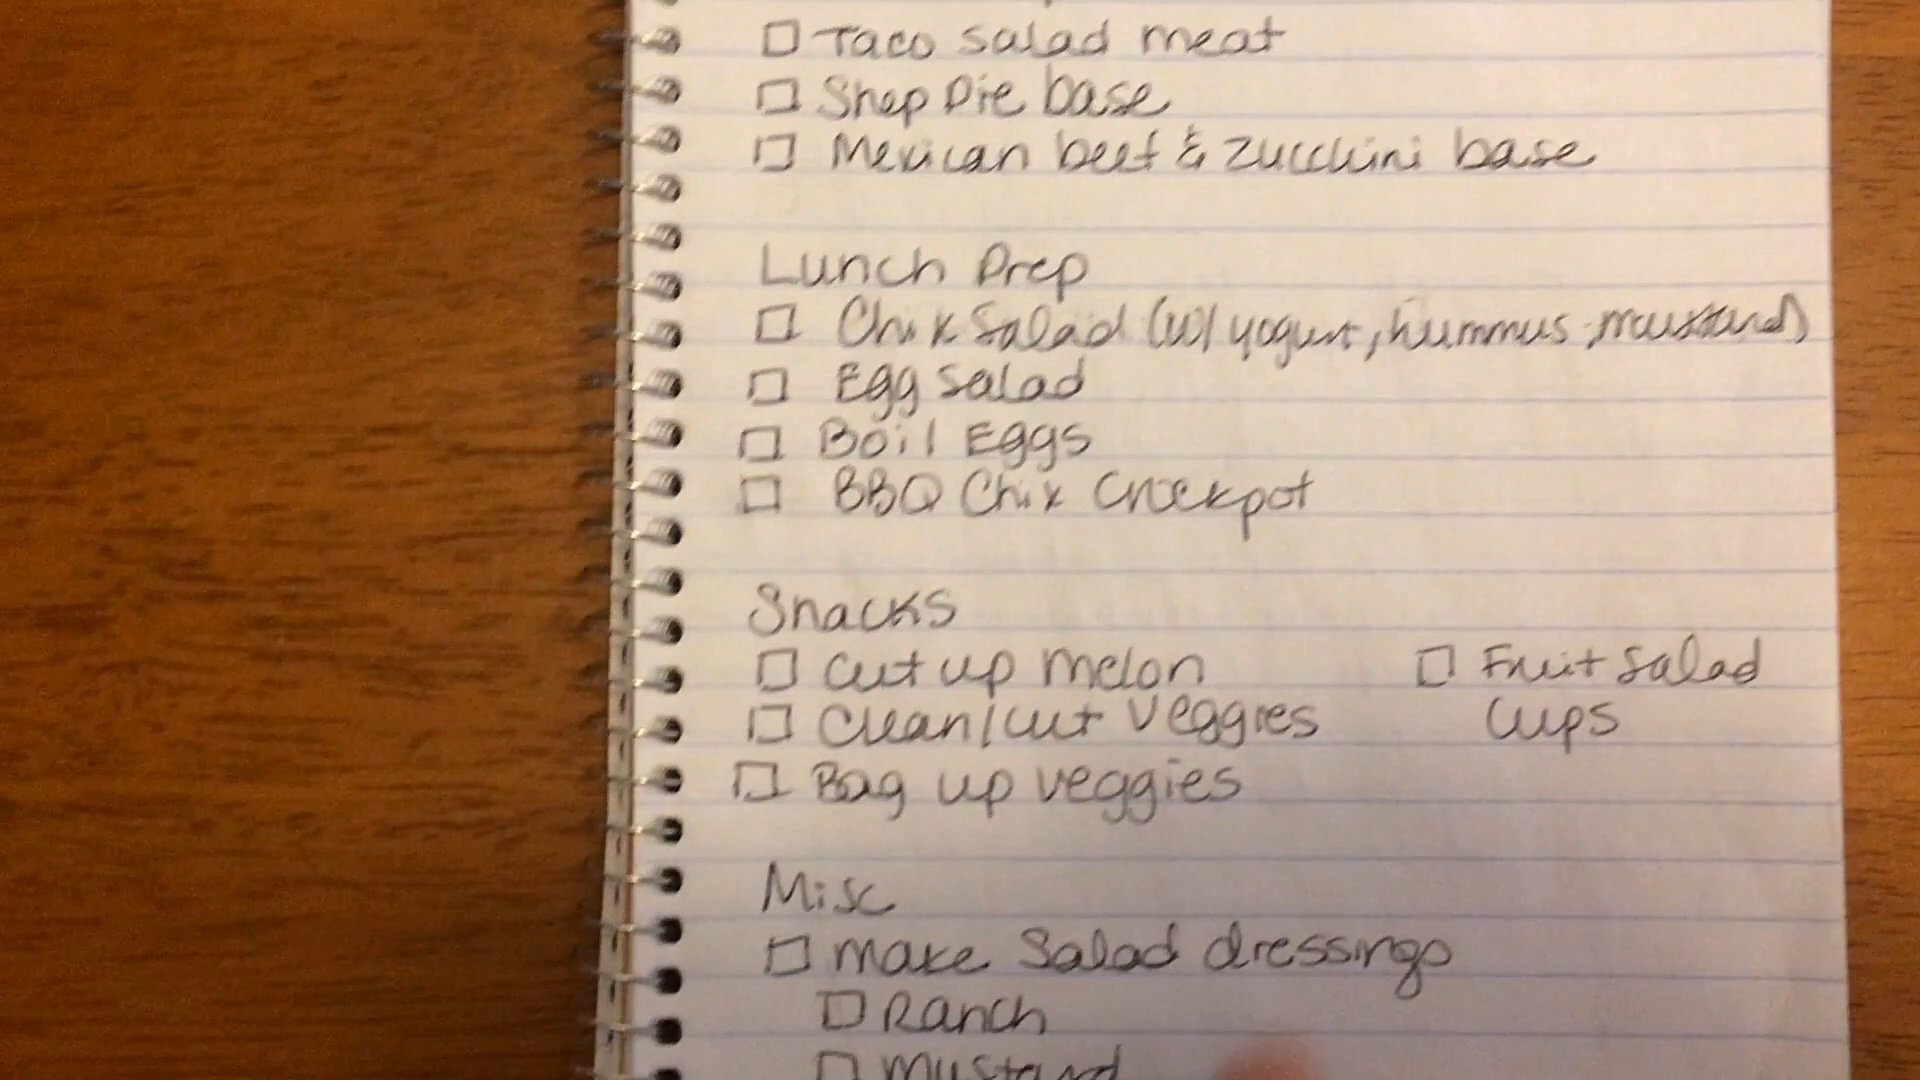 ☐ Taco salad meat
☐ Shep Pie base
☐ Mexican beef & zucchini base
Lunch Prep
☐ Chik Salad (w/ yogurt, hummus, mustard)
☐ Egg Salad
☐ Boil Eggs
☐ BBQ Chix Crockpot
Snacks
☐ Cut up Melon
☐ Fruit Salad
Cups
☐ Clean/cut Veggies
☐ Bag up veggies
Misc
☐ Make Salad dressings
☐ Ranch
☐ Mustard